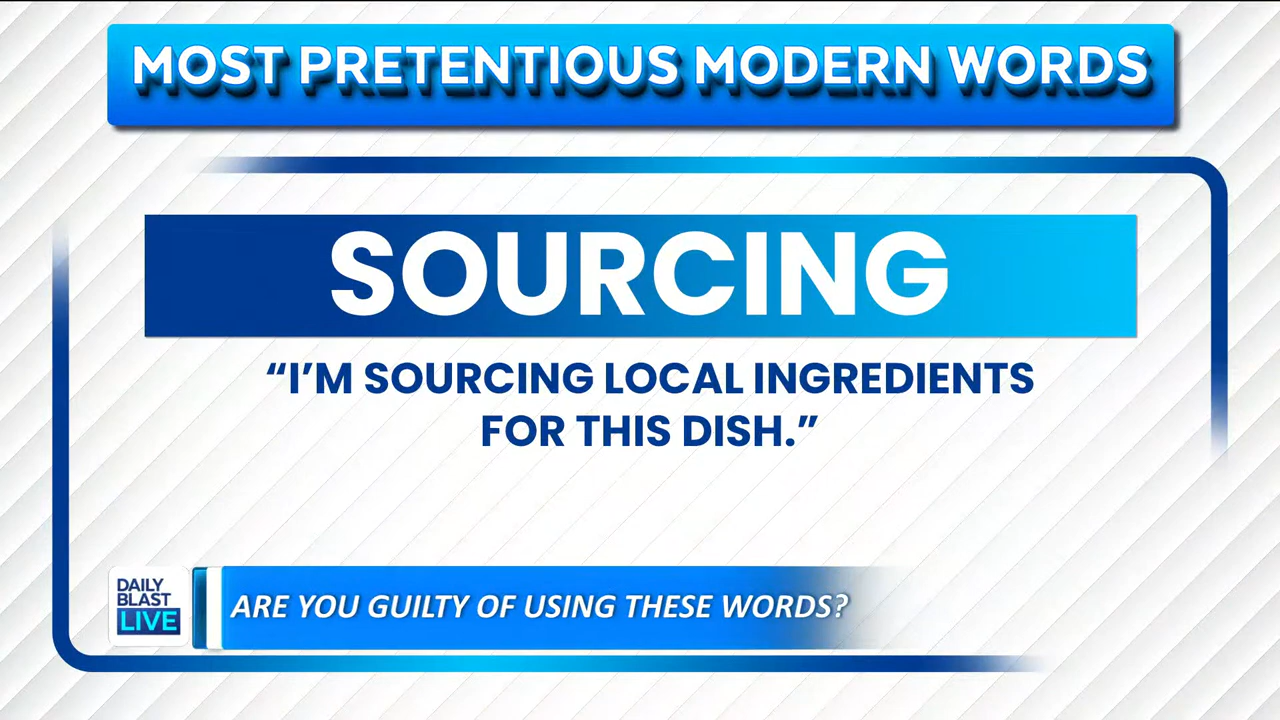 MOST PRETENTIOUS MODERN WORDS
SOURCING
“I’M SOURCING LOCAL INGREDIENTS
FOR THIS DISH.”
DAILY
BLAST
LIVE
ARE YOU GUILTY OF USING THESE WORDS?